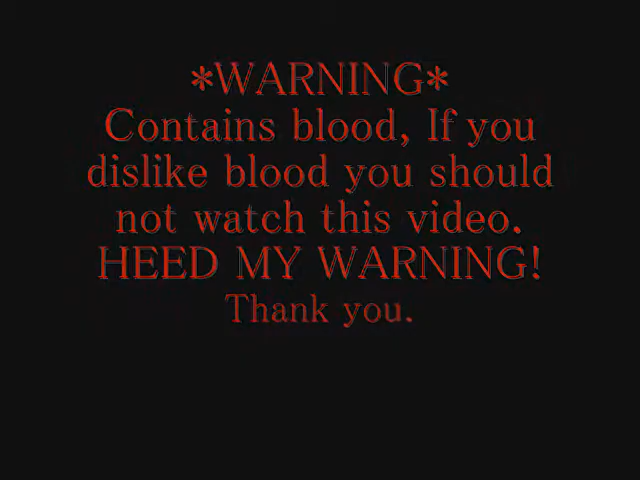 *WARNING*
Contains blood, If you
dislike blood you should
not watch this video.
HEED MY WARNING!
Thank you.